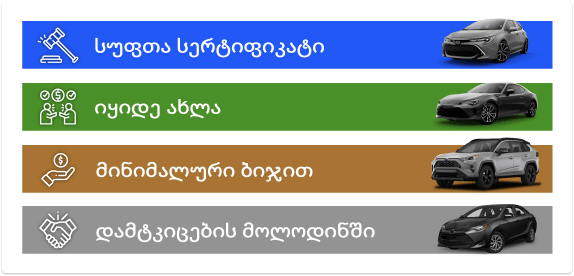 სუფთა სერტიფიკატი
იყიდე ახლა
მინიმალური ბიჯით
დამტკიცების მოლოდინში